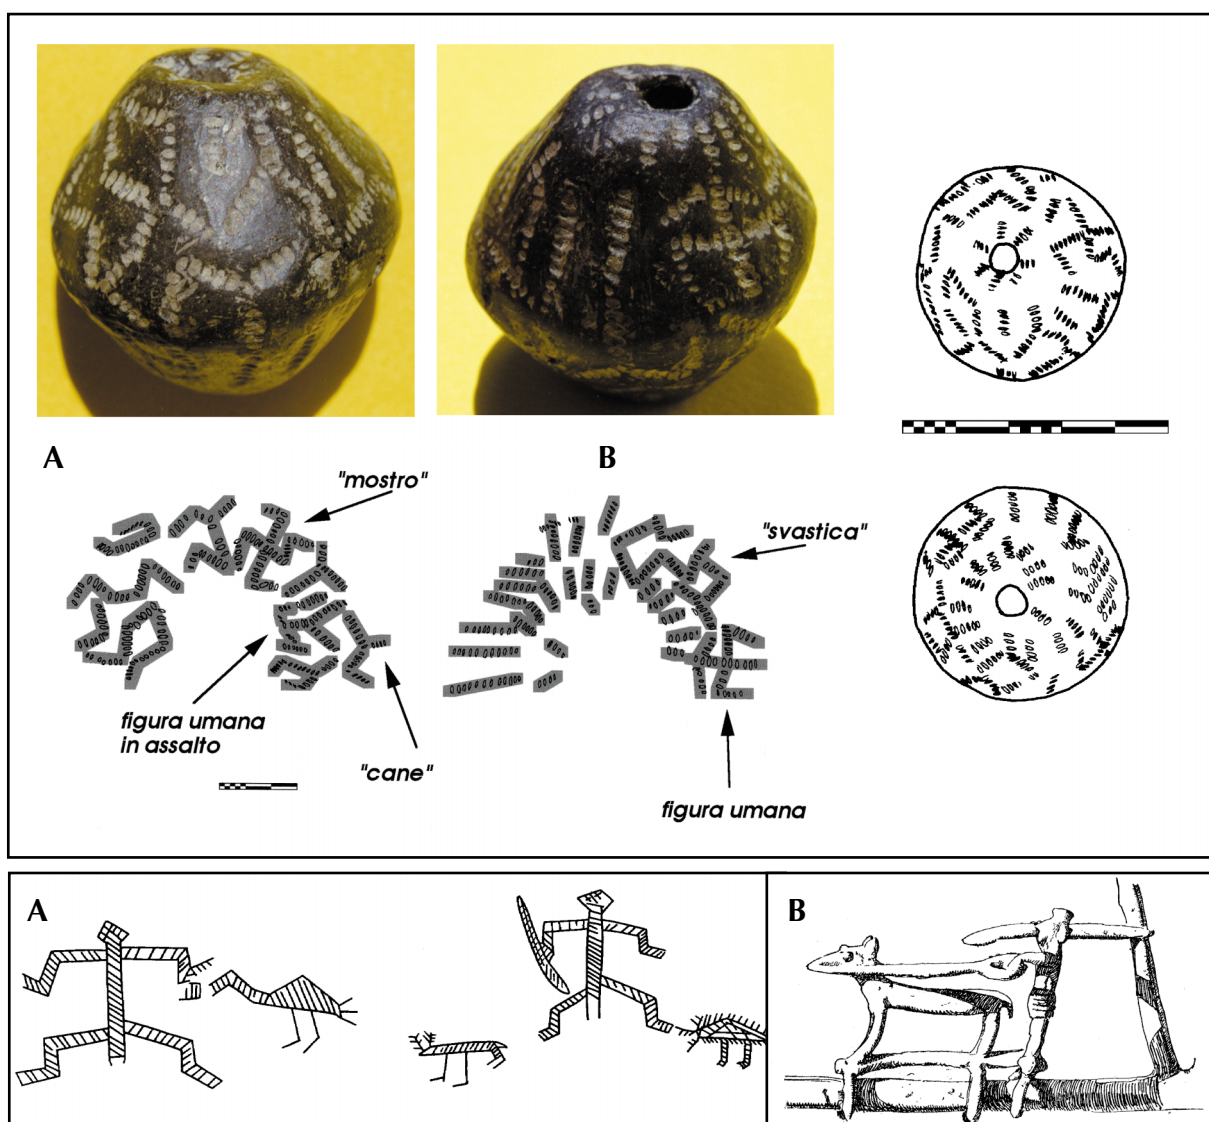 A
B
"mostro"
"svastica"
figura umana
in assalto
"cane"
figura umana
A
B